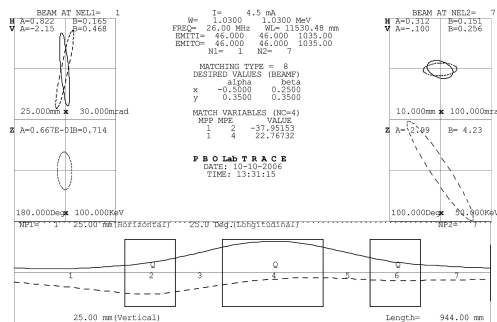 BEAM AT NEL1= 1
H A=0.822 B=0.165
V A=-2.15 B=0.468
25.000mm x 30.000mrad
Z A=0.667E-01 B=0.714
180.000Deg x 100.000KeV
I= 4.5 mA
W= 1.0300 1.0300 MeV
FREQ= 26.00 MHz WL= 11530.48 mm
EMITI= 46.000 46.000 1035.00
EMITO= 46.000 46.000 1035.00
N1= 1 N2= 7
MATCHING TYPE = 8
DESIRED VALUES (BEAMF)
alpha beta
x -0.5000 0.2500
y 0.3500 0.3500
MATCH VARIABLES (NC=4)
MPP MPE VALUE
1 2 -37.95153
1 4 22.76732
PBO Lab TRACE
DATE: 10-10-2006
TIME: 13:31:15
BEAM AT NEL2= 7
H A=0.312 B=0.151
V A=-.100 B=0.256
10.000mm x 100.000mrad
Z A=-2.99 B= 4.23
100.000Deg x 50.000KeV
NP1= 1 25.00 mm(Horizontal) 25.0 Deg.(Longitudinal) NP2= 7
Q Q Q
1 2 3 4 5 6 7
25.00 mm(Vertical) Length= 944.00 mm